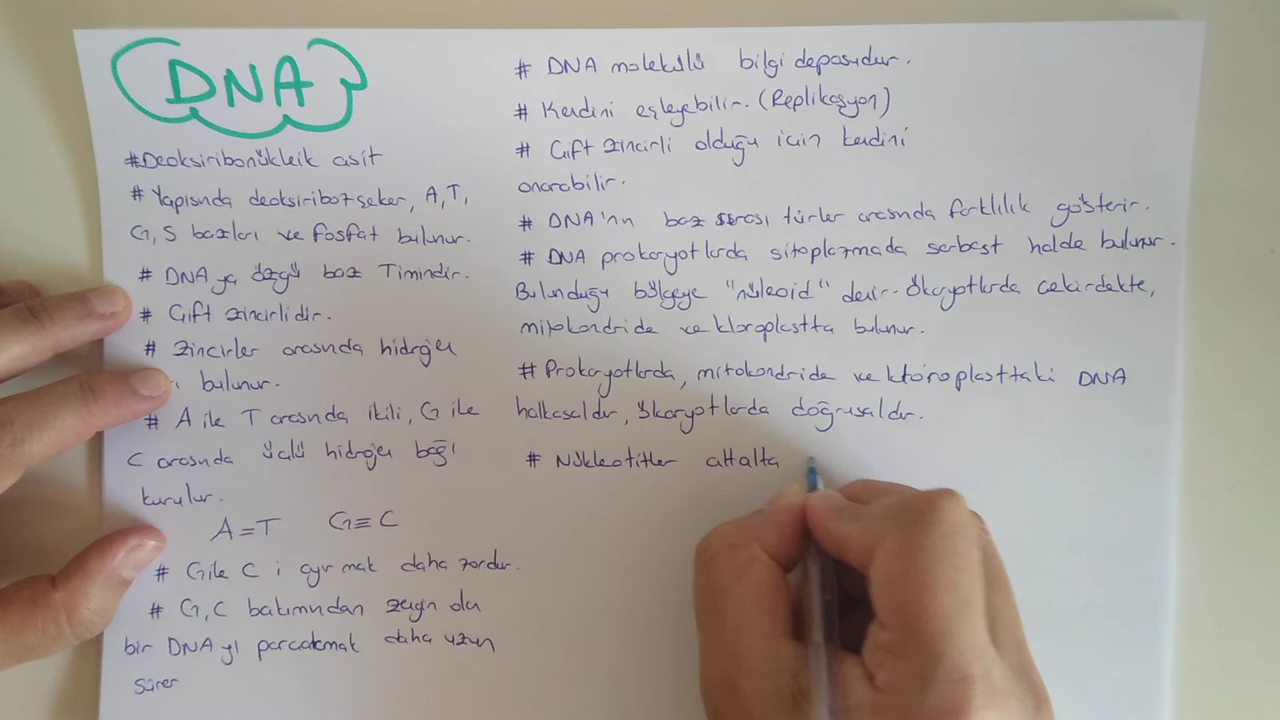 DNA
#Deoksiribonükleik asit
# Yapısında deoksiriboz şeker, A,T,
G,S bazları ve fosfat bulunur.
# DNA ya özgü baz Timindir.
# Çift zincirlidir.
# Zincirler arasında hidrojen
bulunur.
# A ile T arasında ikili, G ile
C arasında üçlü hidrojen bağı
kurulur.
A=T G≡C
# G ile C i ayırmak daha zordur.
# G,C bakımından zengin olan
bir DNA yı parçalamak daha uzun
sürer
# DNA molekülü bilgi deposudur.
# Kendini eşleyebilir. (Replikasyon)
# Çift zincirli olduğu için kendini
onarabilir.
# DNA'nın baz sırası türler arasında farklılık gösterir.
# DNA prokaryotlarda sitoplazmada serbest halde bulunur.
Bulunduğu bölgeye "nükleoid" denir. Ökaryotlarda çekirdekte,
mitokondride ve kloroplastta bulunur.
# Prokaryotlarda, mitokondride ve kloroplasttaki DNA
halkasaldır, ökaryotlarda doğrusaldır.
# Nükleotitler alt alta